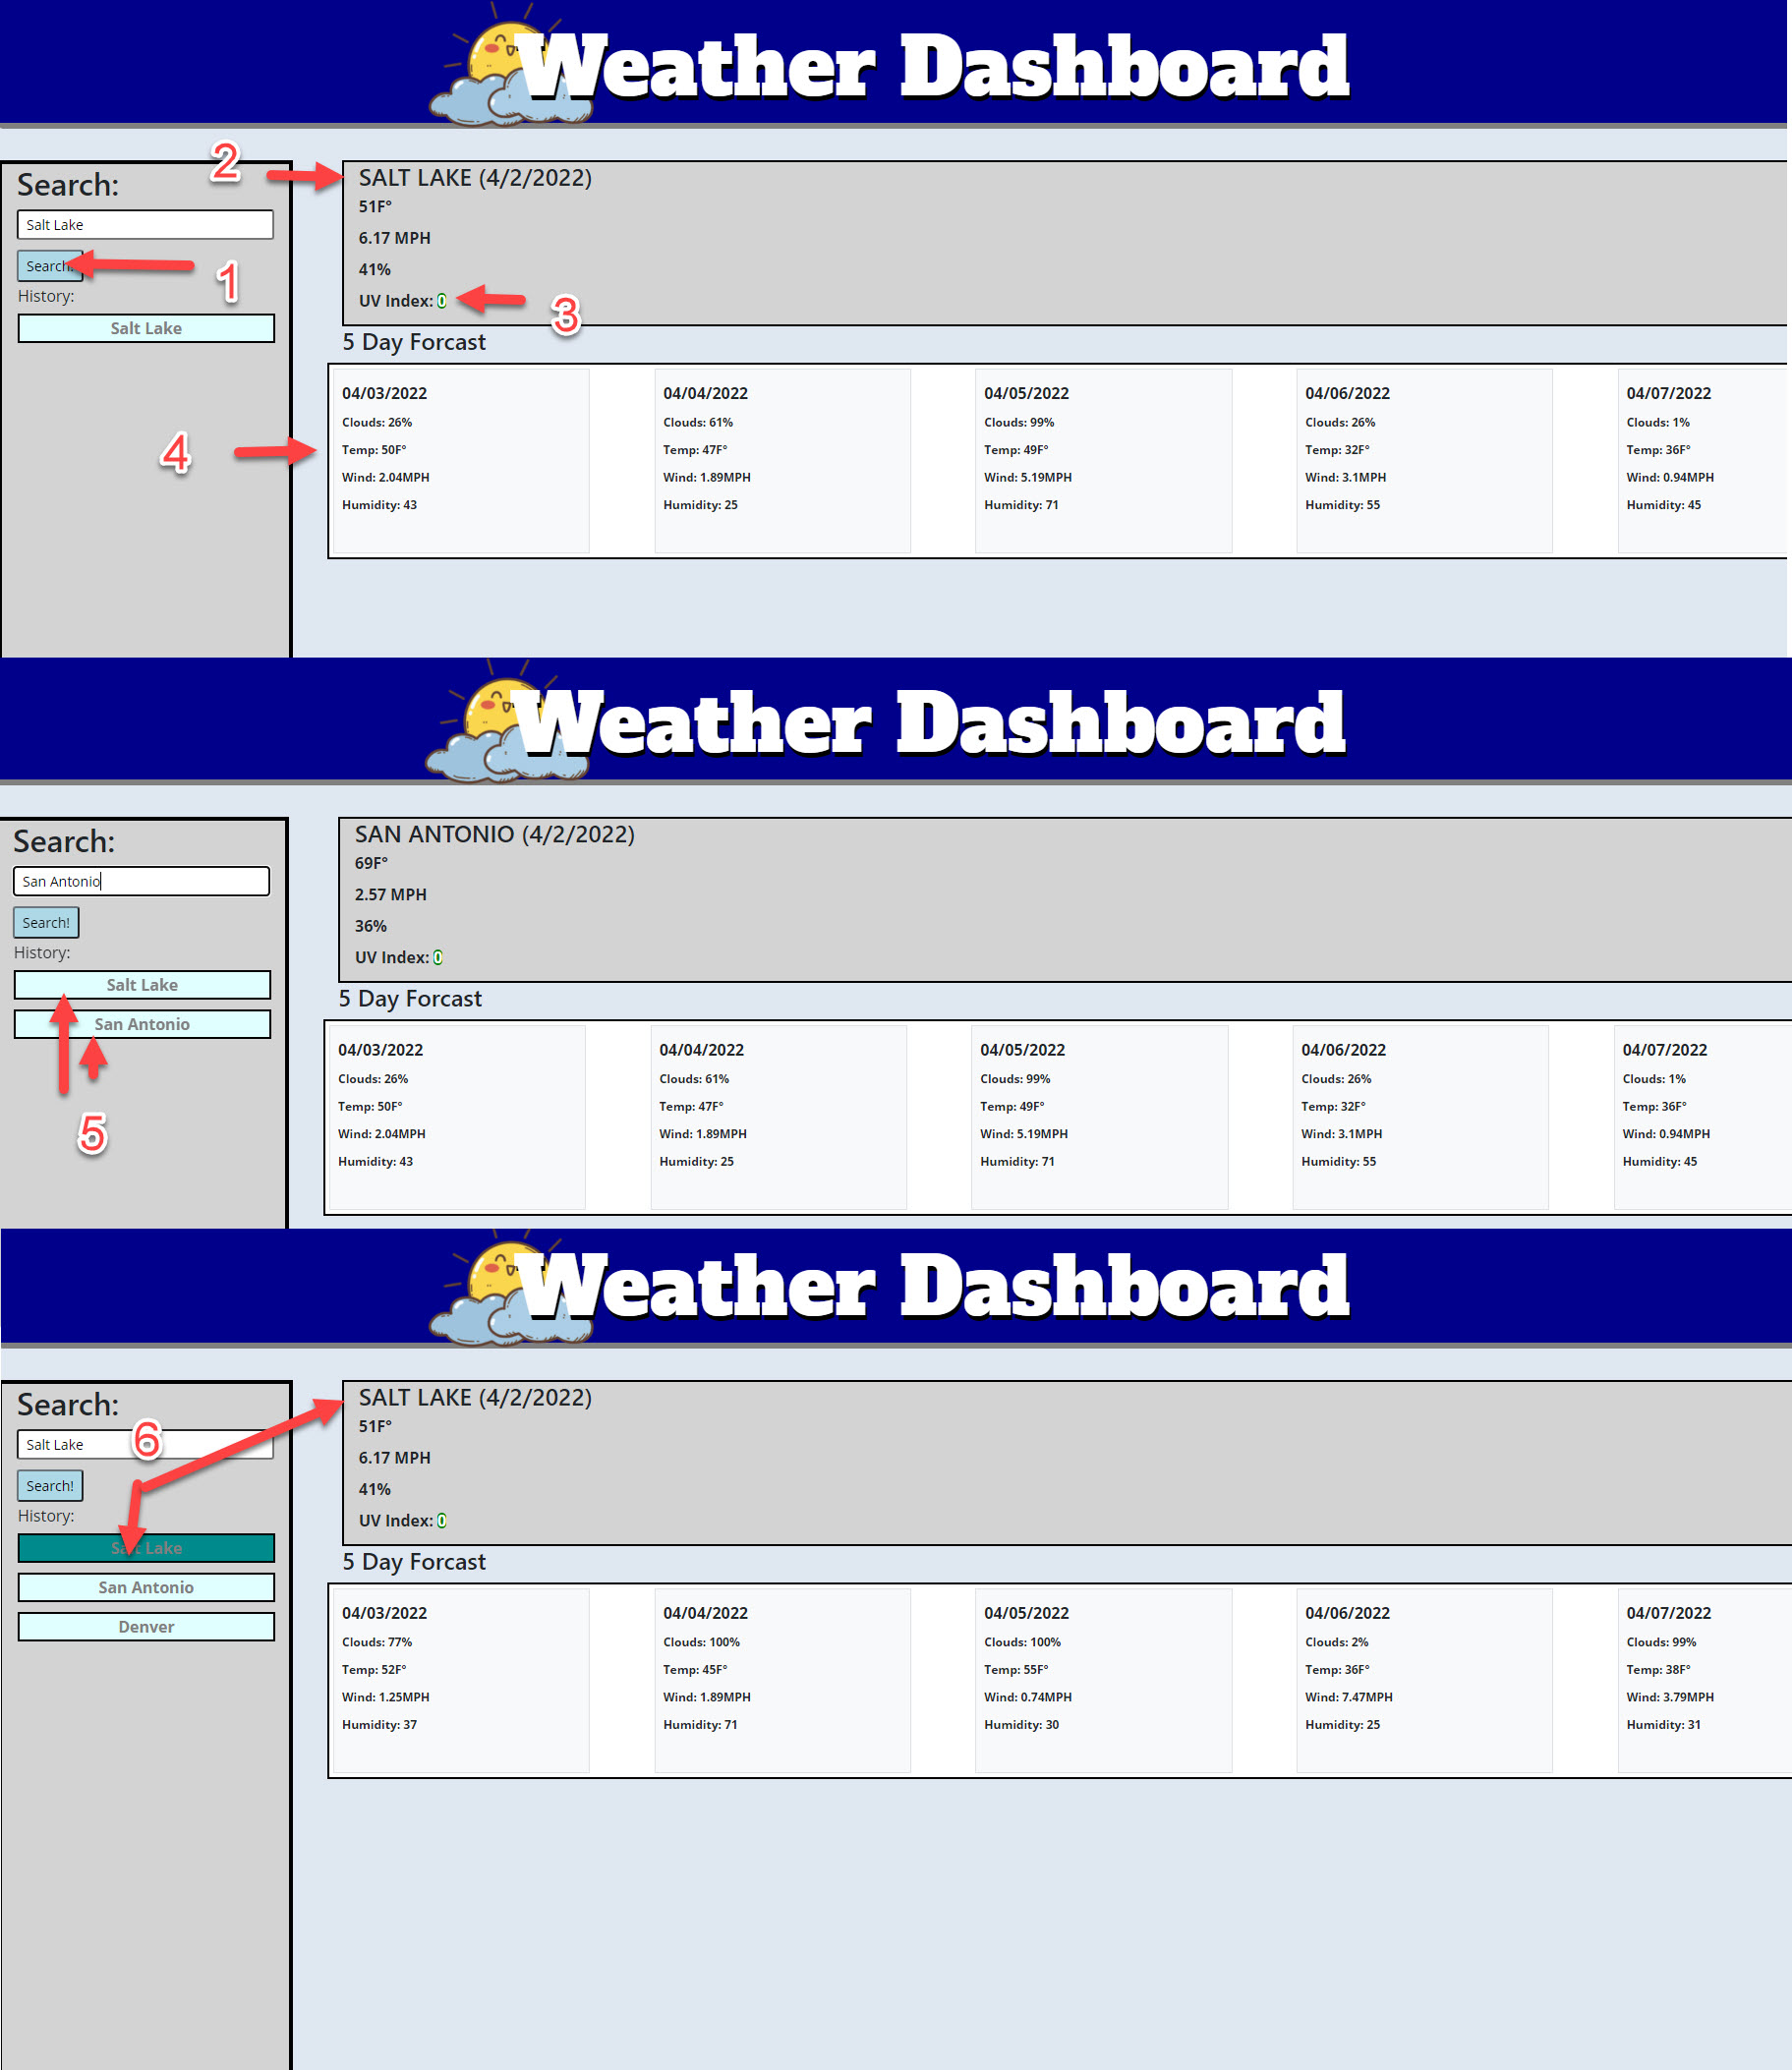 Weather Dashboard
2
Search:
Salt Lake
Search!
1
History:
Salt Lake
SALT LAKE (4/2/2022)
51F°
6.17 MPH
41%
UV Index: 0
3
5 Day Forcast
4
04/03/2022
Clouds: 26%
Temp: 50F°
Wind: 2.04MPH
Humidity: 43
04/04/2022
Clouds: 61%
Temp: 47F°
Wind: 1.89MPH
Humidity: 25
04/05/2022
Clouds: 99%
Temp: 49F°
Wind: 5.19MPH
Humidity: 71
04/06/2022
Clouds: 26%
Temp: 32F°
Wind: 3.1MPH
Humidity: 55
04/07/2022
Clouds: 1%
Temp: 36F°
Wind: 0.94MPH
Humidity: 45
Weather Dashboard
Search:
San Antonio
Search!
History:
Salt Lake
San Antonio
5
SAN ANTONIO (4/2/2022)
69F°
2.57 MPH
36%
UV Index: 0
5 Day Forcast
04/03/2022
Clouds: 26%
Temp: 50F°
Wind: 2.04MPH
Humidity: 43
04/04/2022
Clouds: 61%
Temp: 47F°
Wind: 1.89MPH
Humidity: 25
04/05/2022
Clouds: 99%
Temp: 49F°
Wind: 5.19MPH
Humidity: 71
04/06/2022
Clouds: 26%
Temp: 32F°
Wind: 3.1MPH
Humidity: 55
04/07/2022
Clouds: 1%
Temp: 36F°
Wind: 0.94MPH
Humidity: 45
Weather Dashboard
Search:
6
Salt Lake
Search!
History:
Salt Lake
San Antonio
Denver
SALT LAKE (4/2/2022)
51F°
6.17 MPH
41%
UV Index: 0
5 Day Forcast
04/03/2022
Clouds: 77%
Temp: 52F°
Wind: 1.25MPH
Humidity: 37
04/04/2022
Clouds: 100%
Temp: 45F°
Wind: 1.89MPH
Humidity: 71
04/05/2022
Clouds: 100%
Temp: 55F°
Wind: 0.74MPH
Humidity: 30
04/06/2022
Clouds: 2%
Temp: 36F°
Wind: 7.47MPH
Humidity: 25
04/07/2022
Clouds: 99%
Temp: 38F°
Wind: 3.79MPH
Humidity: 31